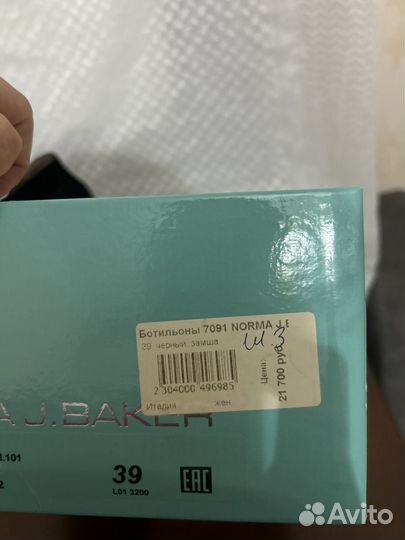 Ботильоны 7091 NORMA J.B
39 черный, замша
Цена:
21 700 руб.
2 304000 496985
Италия жен.
A J.BAKER
.101
39
2
L01 3200
EAC
Avito